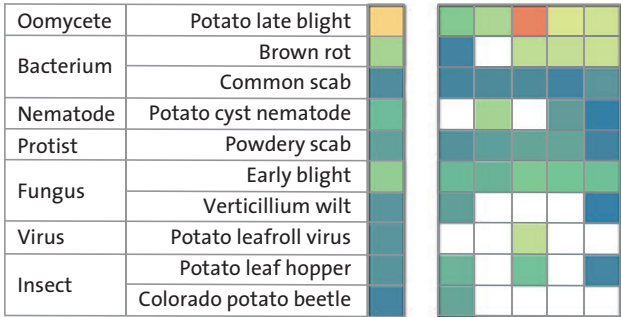 Oomycete Potato late blight
Bacterium
Brown rot
Common scab
Nematode Potato cyst nematode
Protist Powdery scab
Fungus
Early blight
Verticillium wilt
Virus Potato leafroll virus
Insect
Potato leaf hopper
Colorado potato beetle